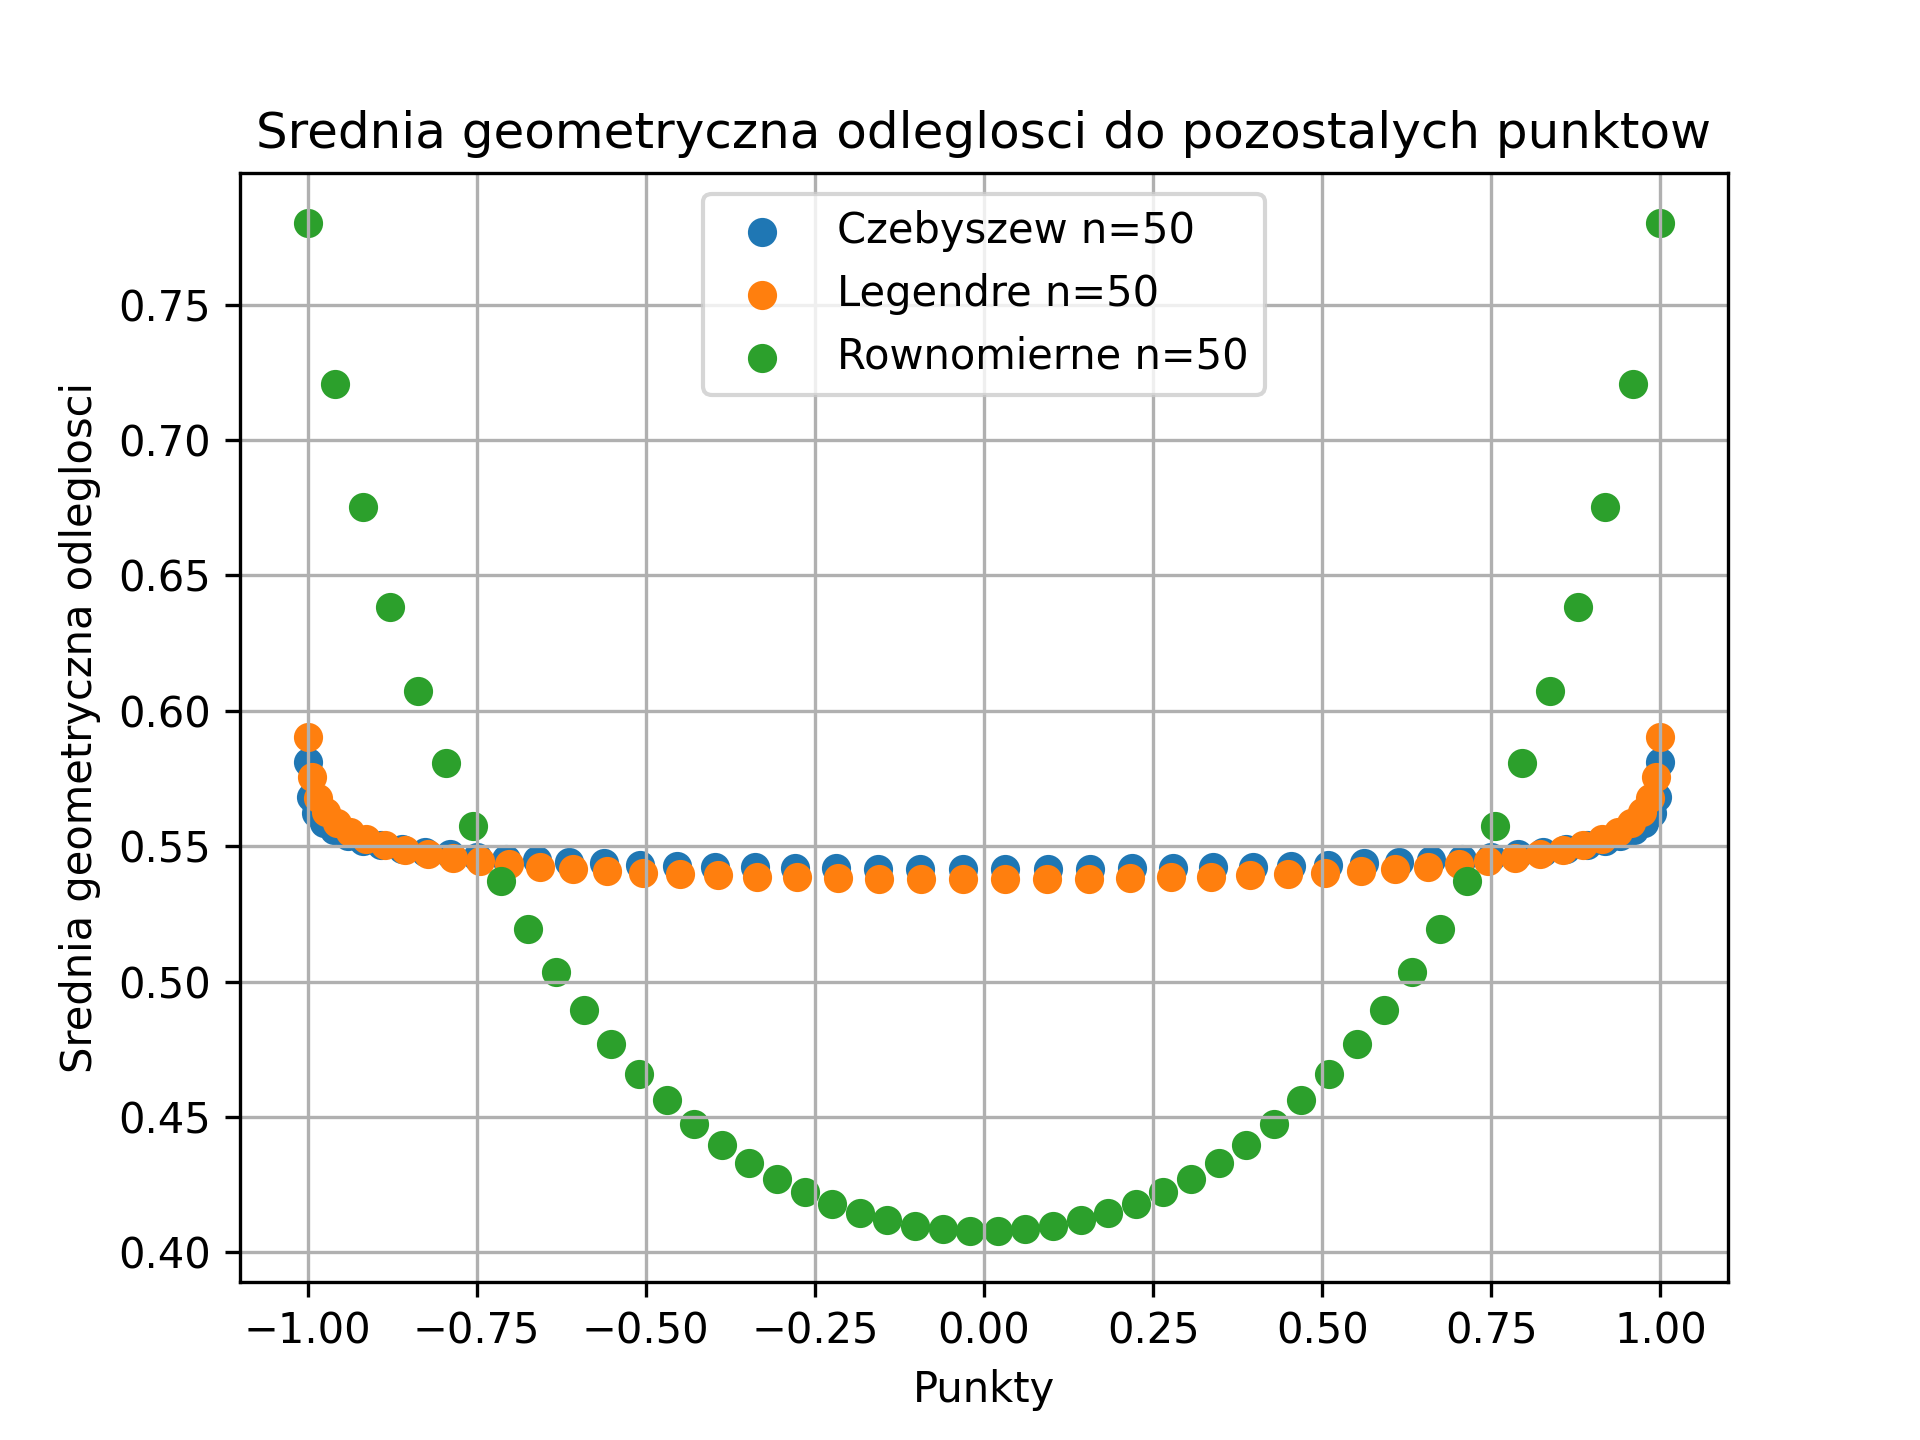 Srednia geometryczna odleglosci do pozostalych punktow
Czebyszew n=50
Legendre n=50
Rownomierne n=50
Srednia geometryczna odleglosci
0.75
0.70
0.65
0.60
0.55
0.50
0.45
0.40
−1.00 −0.75 −0.50 −0.25 0.00 0.25 0.50 0.75 1.00
Punkty